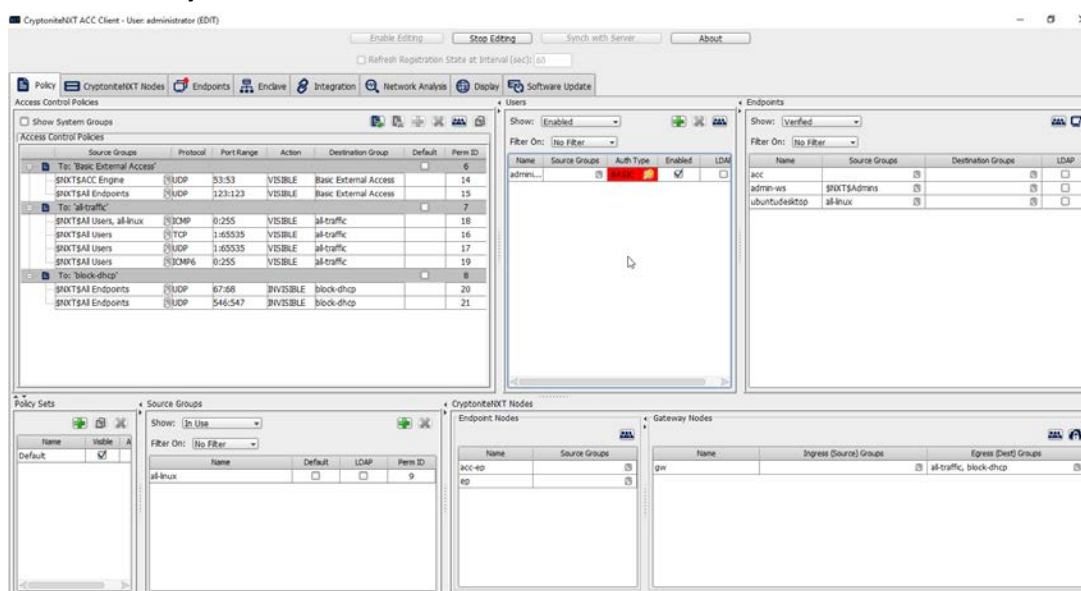 CryptoniteNXT ACC Client - User: administrator (EDIT)
Enable Editing Stop Editing Synch with Server About
Refresh Registration State at Interval (sec): 60
Policy CryptoniteNXT Nodes Endpoints Enclave Integration Network Analysis Display Software Update
Access Control Policies
Show System Groups
Access Control Policies
Source Groups Protocol Port Range Action Destination Group Default Perm ID
To: 'Basic External Access' 6
$NXT$ACC Engine UDP 53:53 VISIBLE Basic External Access 14
$NXT$All Endpoints UDP 123:123 VISIBLE Basic External Access 15
To: 'all-traffic' 7
$NXT$All Users, all-linux ICMP 0:255 VISIBLE all-traffic 18
$NXT$All Users TCP 1:65535 VISIBLE all-traffic 16
$NXT$All Users UDP 1:65535 VISIBLE all-traffic 17
$NXT$All Users ICMP6 0:255 VISIBLE all-traffic 19
To: 'block-dhcp' 8
$NXT$All Endpoints UDP 67:68 INVISIBLE block-dhcp 20
$NXT$All Endpoints UDP 546:547 INVISIBLE block-dhcp 21
Users
Show: Enabled
Filter On: No Filter
Name Source Groups Auth Type Enabled LDAP
admini... BASIC
Endpoints
Show: Verified
Filter On: No Filter
Name Source Groups Destination Groups LDAP
acc
admin-ws $NXT$Admins
ubuntudesktop all-linux
Policy Sets
Name Visible A
Default
Source Groups
Show: In Use
Filter On: No Filter
Name Default LDAP Perm ID
all-linux 9
CryptoniteNXT Nodes
Endpoint Nodes
Name Source Groups
acc-ep
ep
Gateway Nodes
Name Ingress (Source) Groups Egress (Dest) Groups
gw all-traffic, block-dhcp